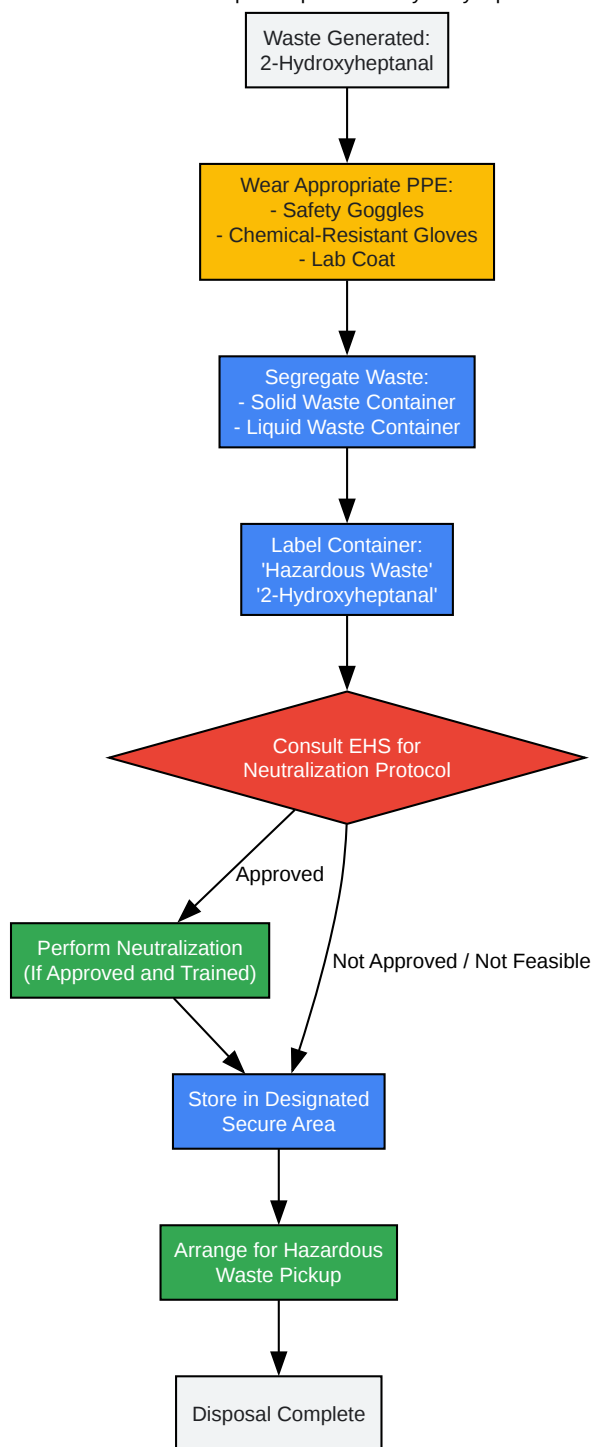 Waste Generated:
2-Hydroxyheptanal
Wear Appropriate PPE:
- Safety Goggles
- Chemical-Resistant Gloves
- Lab Coat
Segregate Waste:
- Solid Waste Container
- Liquid Waste Container
Label Container:
'Hazardous Waste'
'2-Hydroxyheptanal'
Consult EHS for
Neutralization Protocol
Approved
Perform Neutralization
(If Approved and Trained)
Not Approved / Not Feasible
Store in Designated
Secure Area
Arrange for Hazardous
Waste Pickup
Disposal Complete